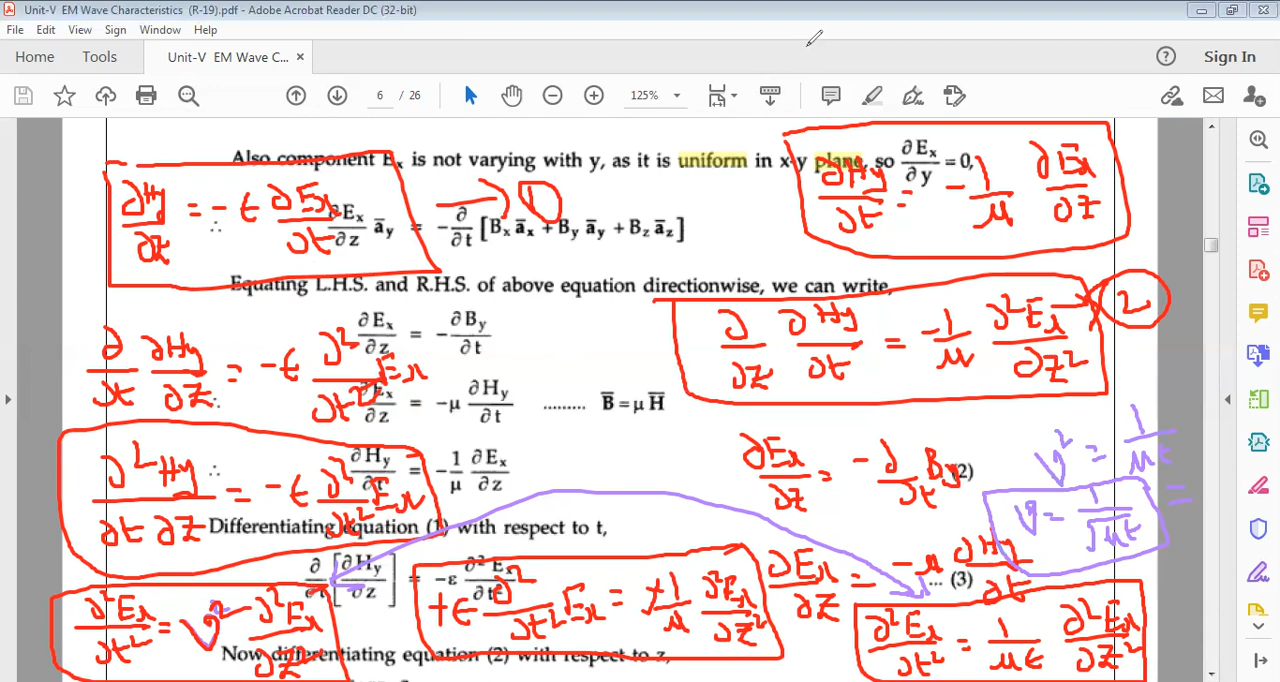 Unit-V EM Wave Characteristics (R-19).pdf - Adobe Acrobat Reader DC (32-bit)
File Edit View Sign Window Help
Home Tools Unit-V EM Wave C... × Sign In
6 / 26 125%
Also component Ex is not varying with y, as it is uniform in x-y plane, so ∂Ex/∂y = 0,
∂Hy/∂t = -1/μ ∂Ex/∂z
∂Hy/∂z = -ϵ ∂Ex/∂t 1
∴ ∂Ex/∂z āy = -∂/∂t [Bx āx + By āy + Bz āz]
Equating L.H.S. and R.H.S. of above equation directionwise, we can write,
∂/∂z ∂Hy/∂t = -1/μ ∂²Ex/∂z² 2
∂Ex/∂z = -∂By/∂t
∂/∂t ∂Hy/∂z = -ϵ ∂²/∂t² Ex
∴ ∂Ex/∂z = -μ ∂Hy/∂t ......... B̄ = μ H̄
∂²Hy/∂t ∂z = -ϵ ∂²/∂t² Ex
∴ ∂Hy/∂t = -1/μ ∂Ex/∂z (2)
∂Ex/∂z = -∂/∂t By
v² = 1/μϵ =
v = 1/√μϵ
Differentiating equation (1) with respect to t,
∂/∂t [∂Hy/∂z] = -ε ∂²Ex/∂t² ... (3)
∂Ex/∂z = -μ ∂Hy/∂t
∂²Ex/∂t² = v² ∂²Ex/∂z²
+ϵ ∂²/∂t² Ex = +1/μ ∂²Ex/∂z²
∂²Ex/∂t² = 1/μϵ ∂²Ex/∂z²
Now differentiating equation (2) with respect to z,